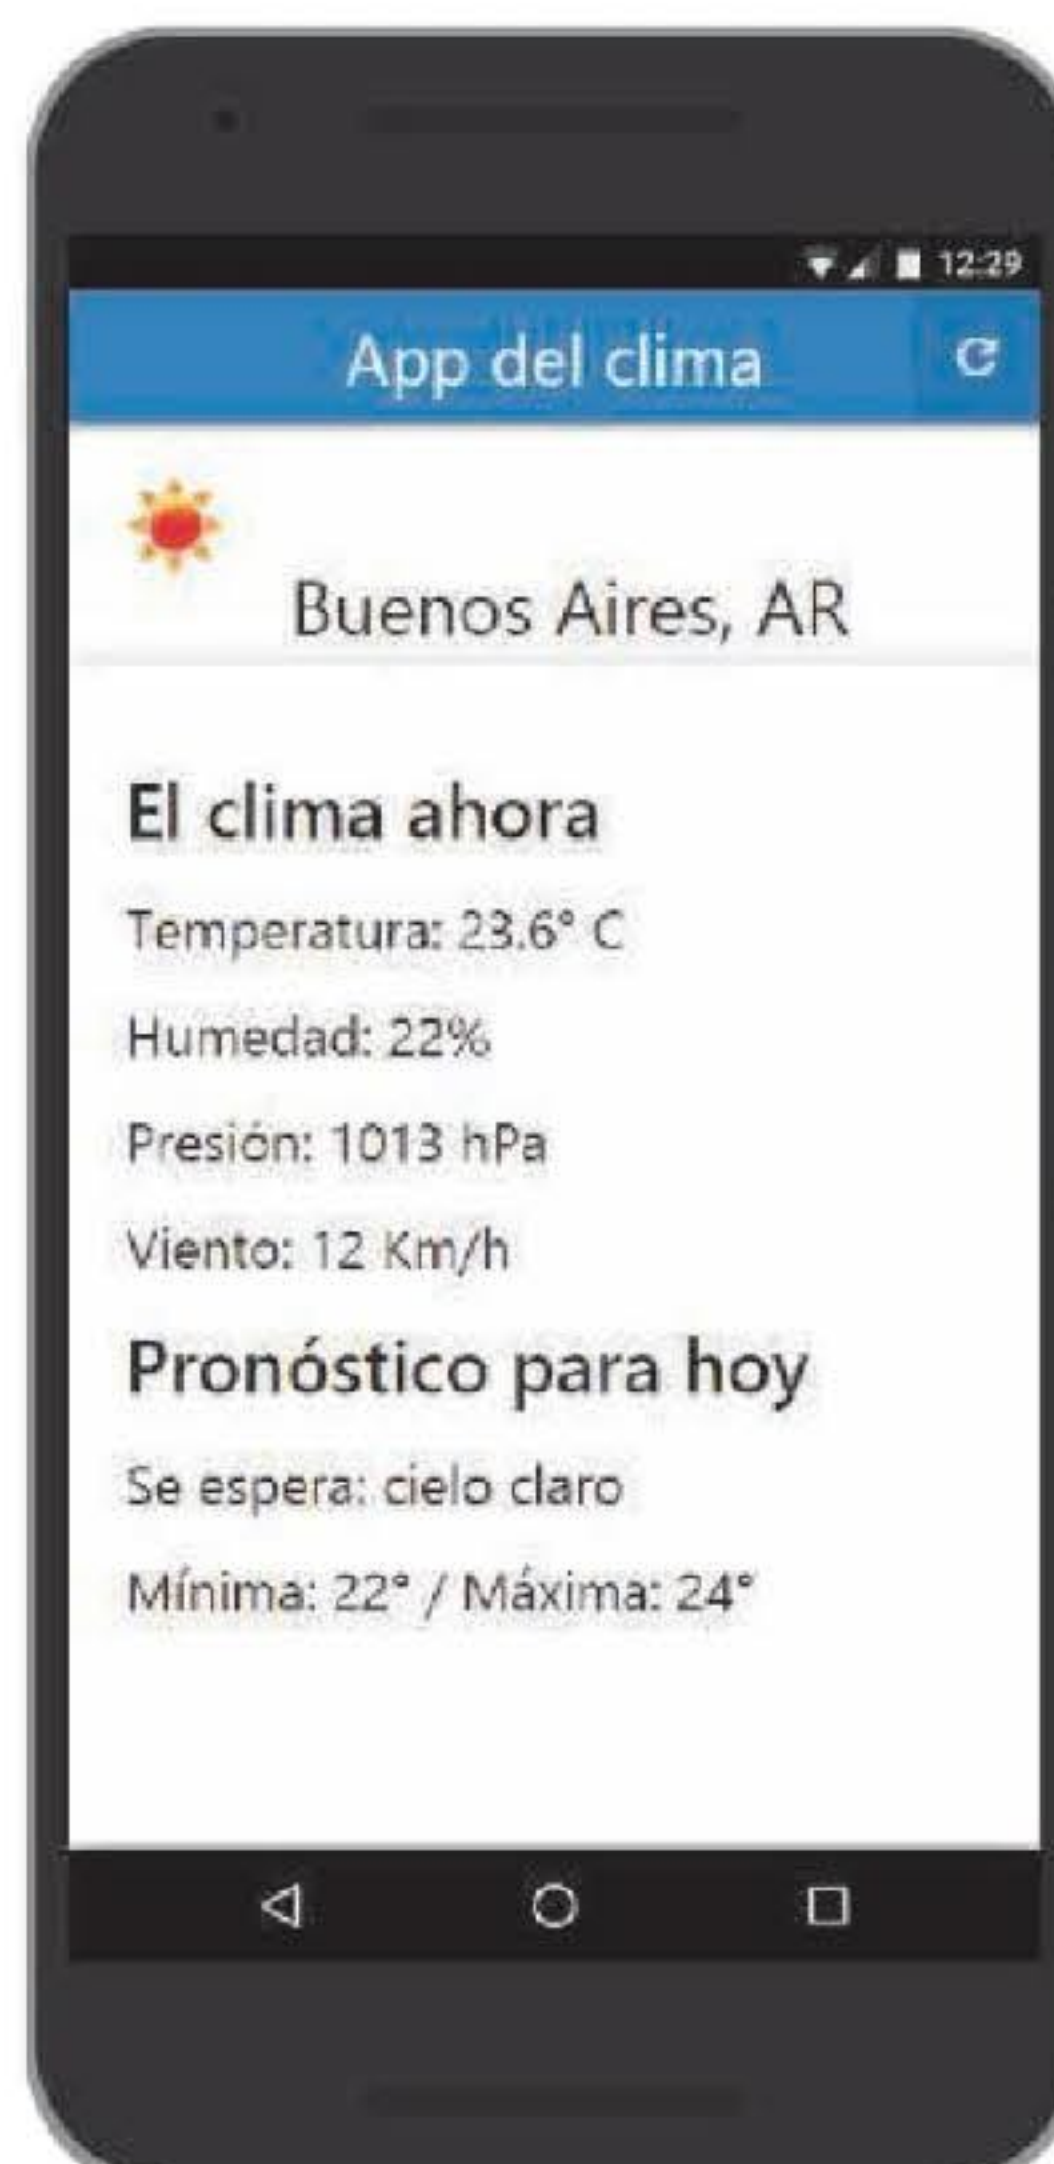 12:29
App del clima
Buenos Aires, AR
El clima ahora
Temperatura: 23.6° C
Humedad: 22%
Presión: 1013 hPa
Viento: 12 Km/h
Pronóstico para hoy
Se espera: cielo claro
Mínima: 22° / Máxima: 24°